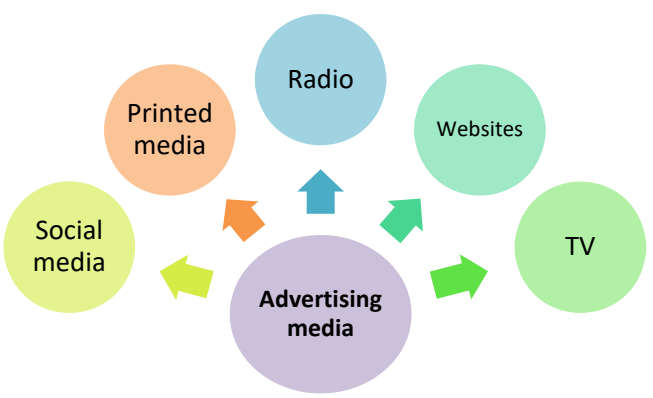 Radio
Printed
media
Websites
Social
media
TV
Advertising
media